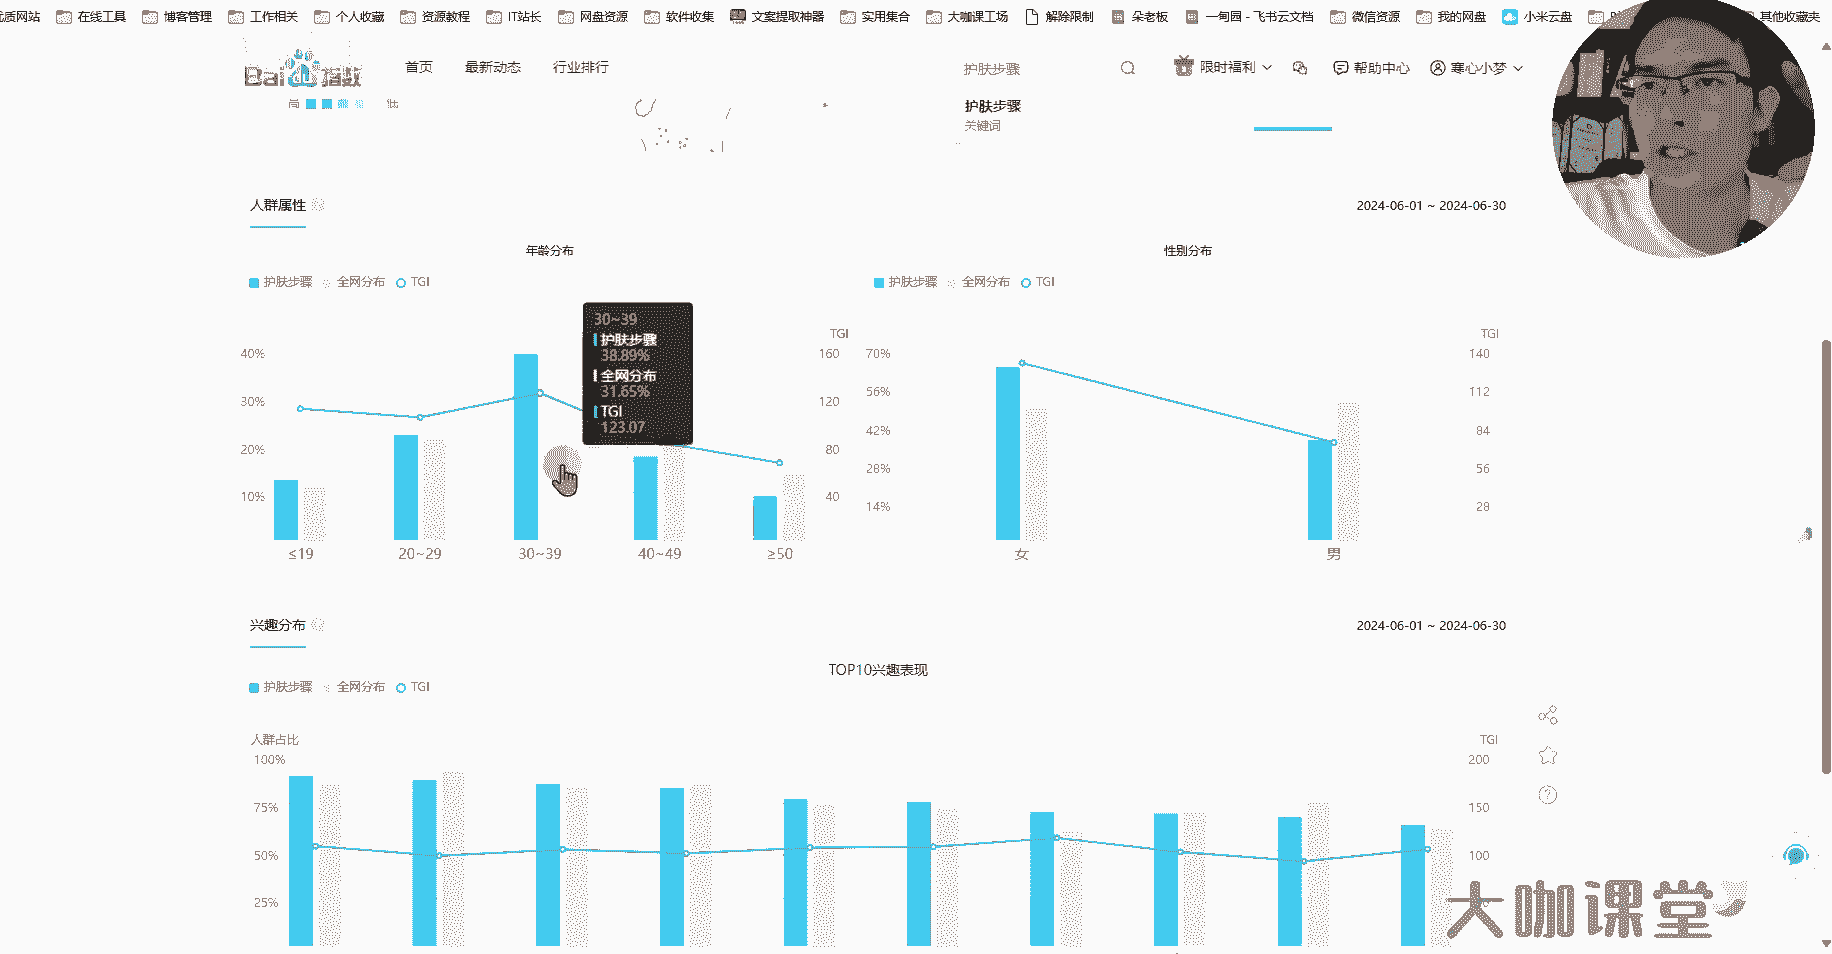 优质网站 在线工具 博客管理 工作相关 个人收藏 资源教程 IT站长 网盘资源 软件收集 文案提取神器 实用集合 大咖课工场 解除限制 朵老板 一甸园 - 飞书云文档 微信资源 我的网盘 小米云盘 其他收藏夹
Bai 指数 首页 最新动态 行业排行 护肤步骤 限时福利 帮助中心 寒心小梦
高 低
护肤步骤
关键词
人群属性 2024-06-01 ~ 2024-06-30
年龄分布 性别分布
护肤步骤 全网分布 TGI 护肤步骤 全网分布 TGI
30~39
护肤步骤
38.89%
全网分布
31.65%
TGI
123.07
TGI TGI
40% 160 70% 140
30% 120 56% 112
42% 84
20% 80
28% 56
10% 40 14% 28
≤19 20~29 30~39 40~49 ≥50 女 男
兴趣分布 2024-06-01 ~ 2024-06-30
TOP10兴趣表现
护肤步骤 全网分布 TGI
人群占比 TGI
100% 200
75% 150
50% 100
25%
大咖课堂